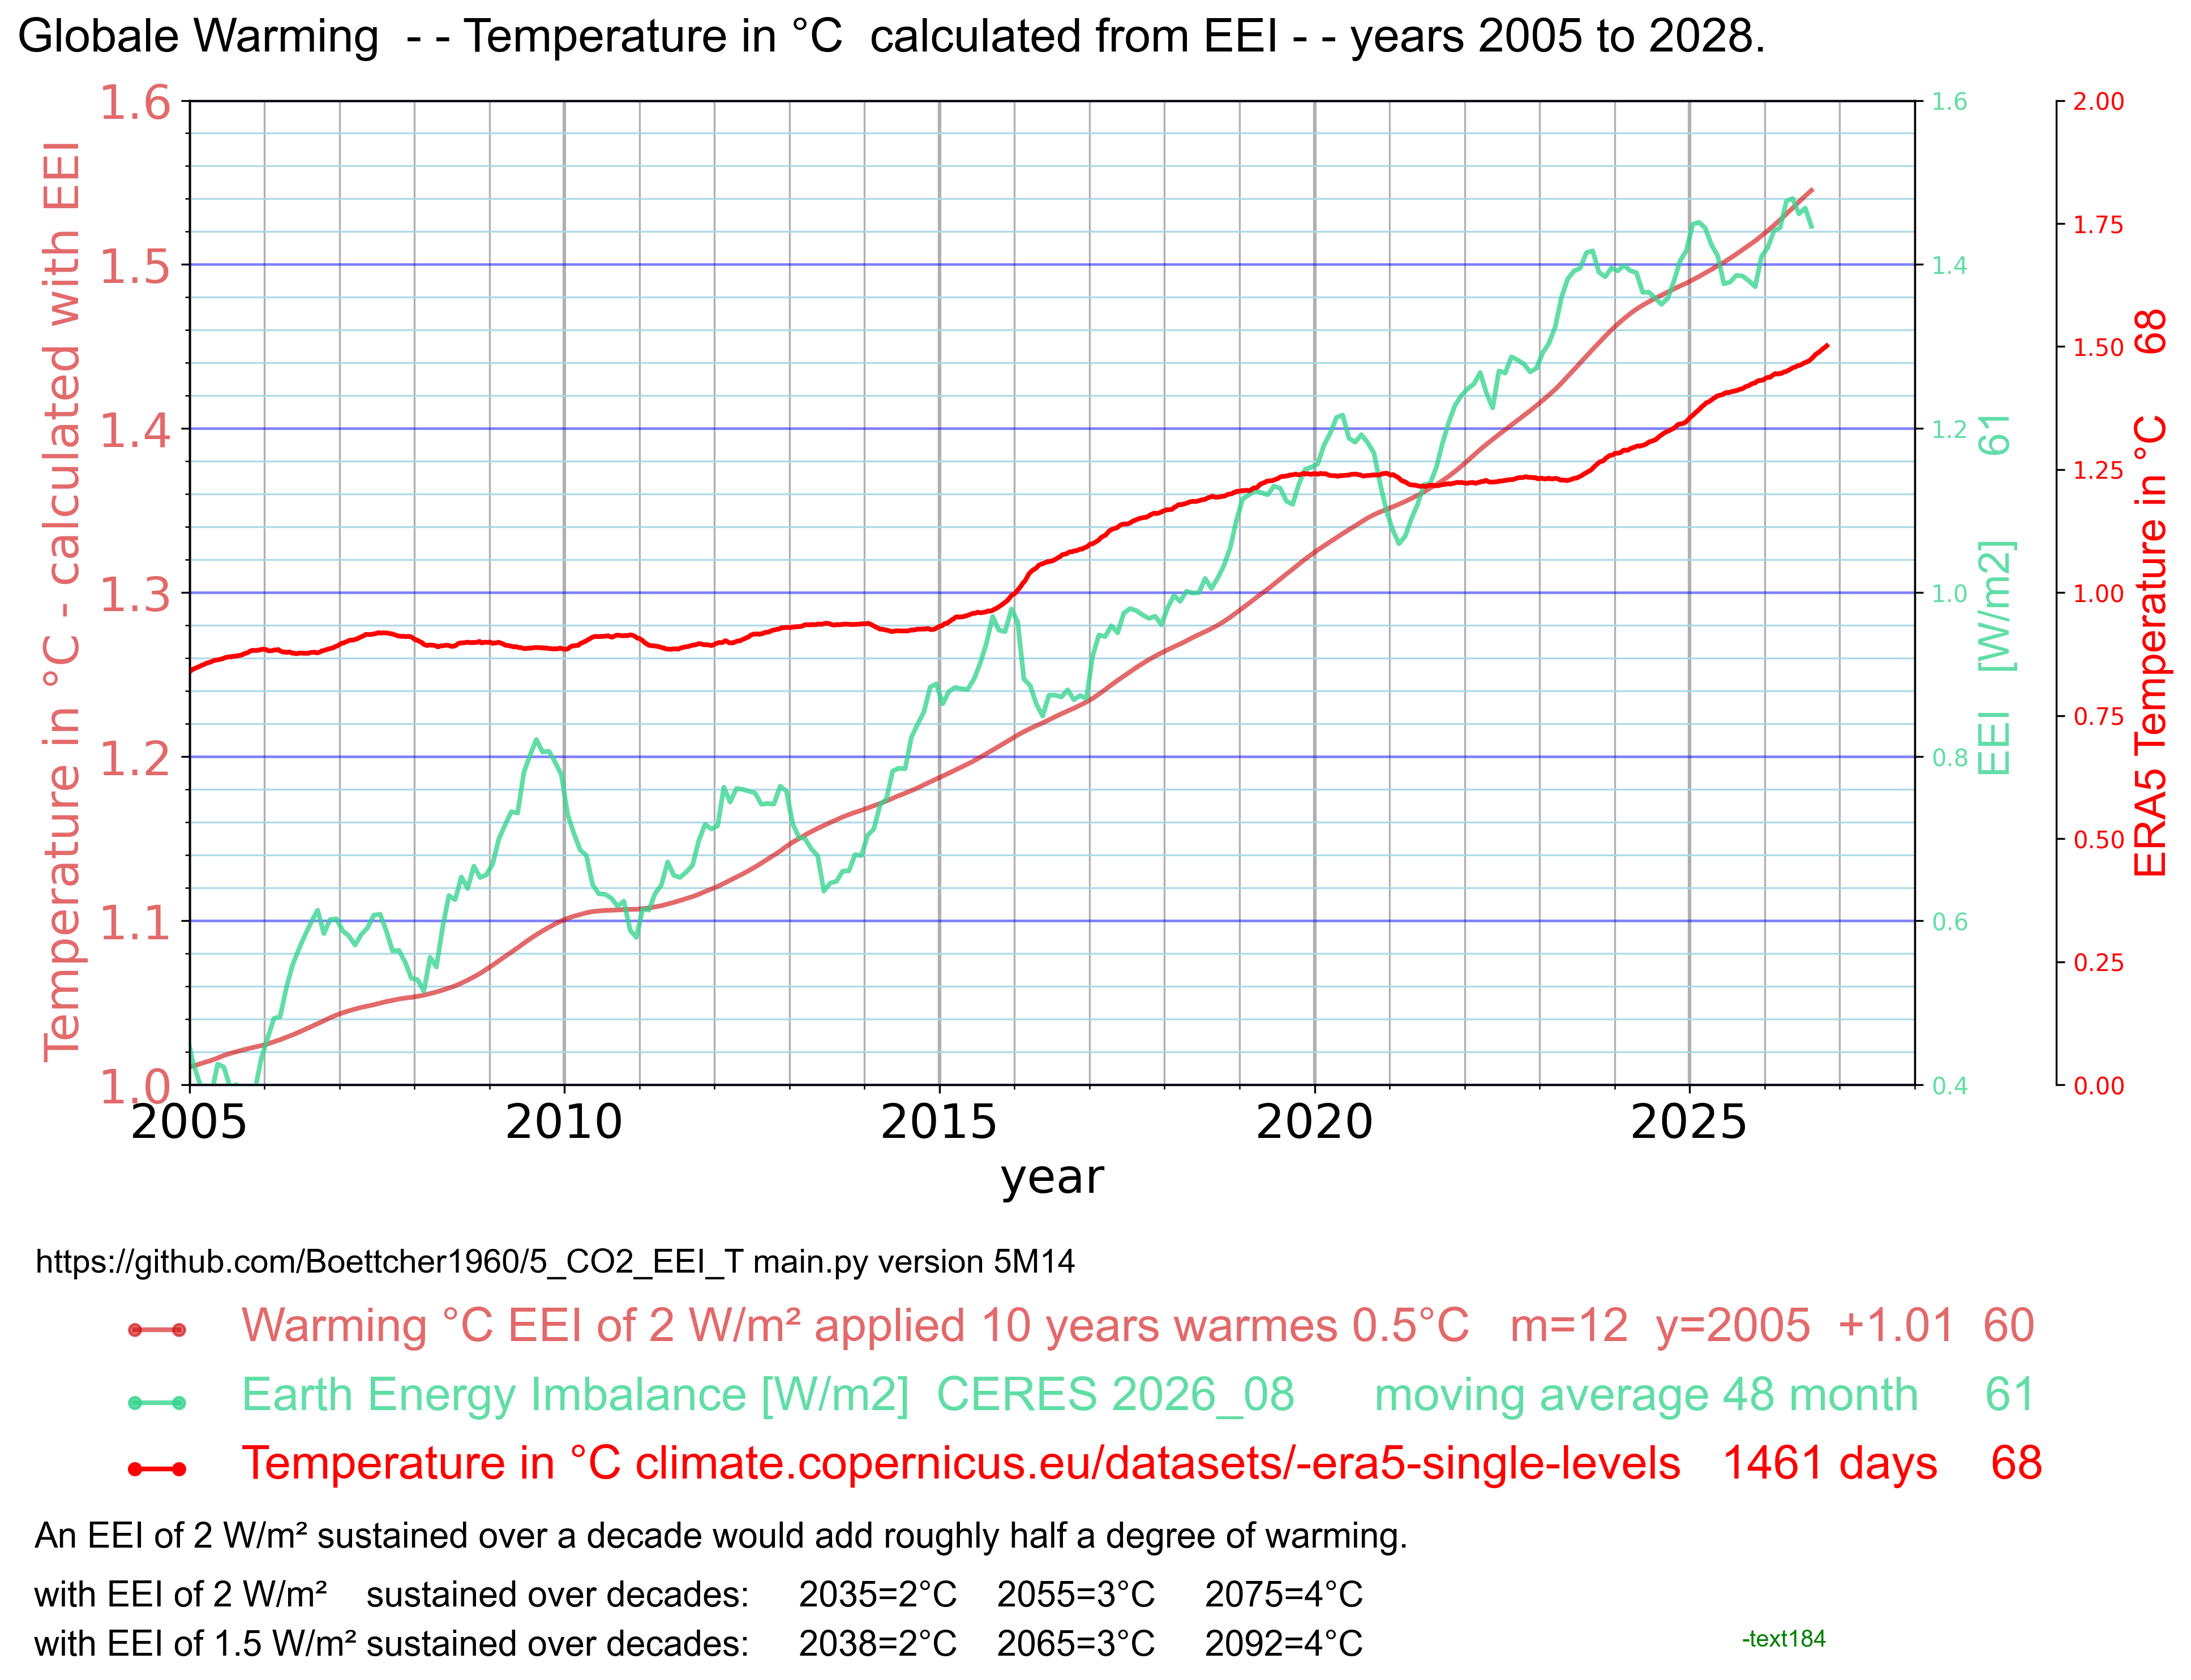 Globale Warming - - Temperature in °C calculated from EEI - - years 2005 to 2028.
Temperature in °C - calculated with EEI
1.6
1.5
1.4
1.3
1.2
1.1
1.0
2005
2010
2015
2020
2025
year
1.6
1.4
1.2
1.0
0.8
0.6
0.4
EEI [W/m2] 61
2.00
1.75
1.50
1.25
1.00
0.75
0.50
0.25
0.00
ERA5 Temperature in °C 68
https://github.com/Boettcher1960/5_CO2_EEI_T main.py version 5M14
Warming °C EEI of 2 W/m² applied 10 years warmes 0.5°C m=12 y=2005 +1.01 60
Earth Energy Imbalance [W/m2] CERES 2026_08 moving average 48 month 61
Temperature in °C climate.copernicus.eu/datasets/-era5-single-levels 1461 days 68
An EEI of 2 W/m² sustained over a decade would add roughly half a degree of warming.
with EEI of 2 W/m² sustained over decades: 2035=2°C 2055=3°C 2075=4°C
with EEI of 1.5 W/m² sustained over decades: 2038=2°C 2065=3°C 2092=4°C
-text184